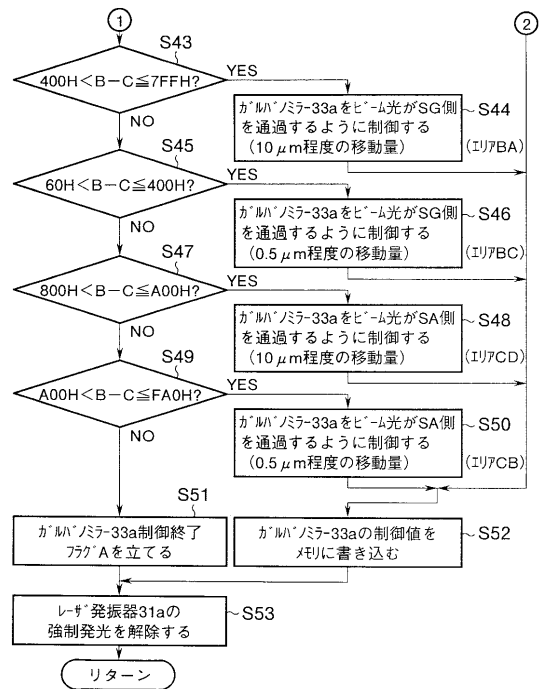 1
2
S43
400H<B−C≦7FFH?
YES
NO
ｶﾞﾙﾊﾞﾉﾐﾗｰ33aをﾋﾞｰﾑ光がSG側
を通過するように制御する
（10μm程度の移動量）
S44
（ｴﾘｱBA）
S45
60H<B−C≦400H?
YES
NO
ｶﾞﾙﾊﾞﾉﾐﾗｰ33aをﾋﾞｰﾑ光がSG側
を通過するように制御する
（0.5μm程度の移動量）
S46
（ｴﾘｱBC）
S47
800H<B−C≦A00H?
YES
NO
ｶﾞﾙﾊﾞﾉﾐﾗｰ33aをﾋﾞｰﾑ光がSA側
を通過するように制御する
（10μm程度の移動量）
S48
（ｴﾘｱCD）
S49
A00H<B−C≦FA0H?
YES
NO
ｶﾞﾙﾊﾞﾉﾐﾗｰ33aをﾋﾞｰﾑ光がSA側
を通過するように制御する
（0.5μm程度の移動量）
S50
（ｴﾘｱCB）
S51
ｶﾞﾙﾊﾞﾉﾐﾗｰ33a制御終了
ﾌﾗｸﾞAを立てる
ｶﾞﾙﾊﾞﾉﾐﾗｰ33aの制御値を
ﾒﾓﾘに書き込む
S52
ﾚｰｻﾞ発振器31aの
強制発光を解除する
S53
リターン